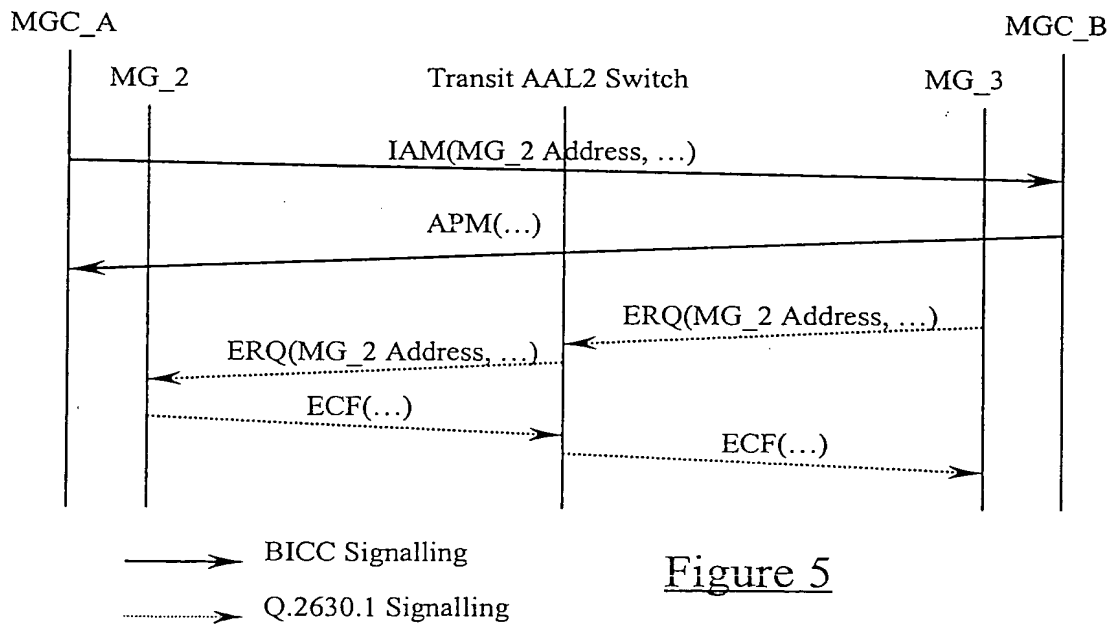 MGC_A
MGC_B
MG_2
Transit AAL2 Switch
MG_3
IAM(MG_2 Address, ...)
APM(...)
ERQ(MG_2 Address, ...)
ERQ(MG_2 Address, ...)
ECF(...)
ECF(...)
BICC Signalling
Figure 5
Q.2630.1 Signalling